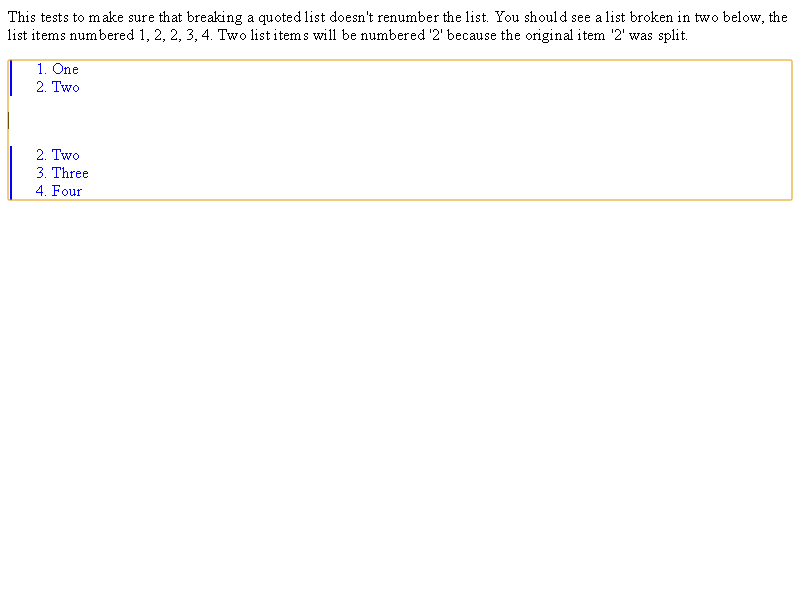 This tests to make sure that breaking a quoted list doesn't renumber the list. You should see a list broken in two below, the
list items numbered 1, 2, 2, 3, 4. Two list items will be numbered '2' because the original item '2' was split.
1. One
2. Two
2. Two
3. Three
4. Four